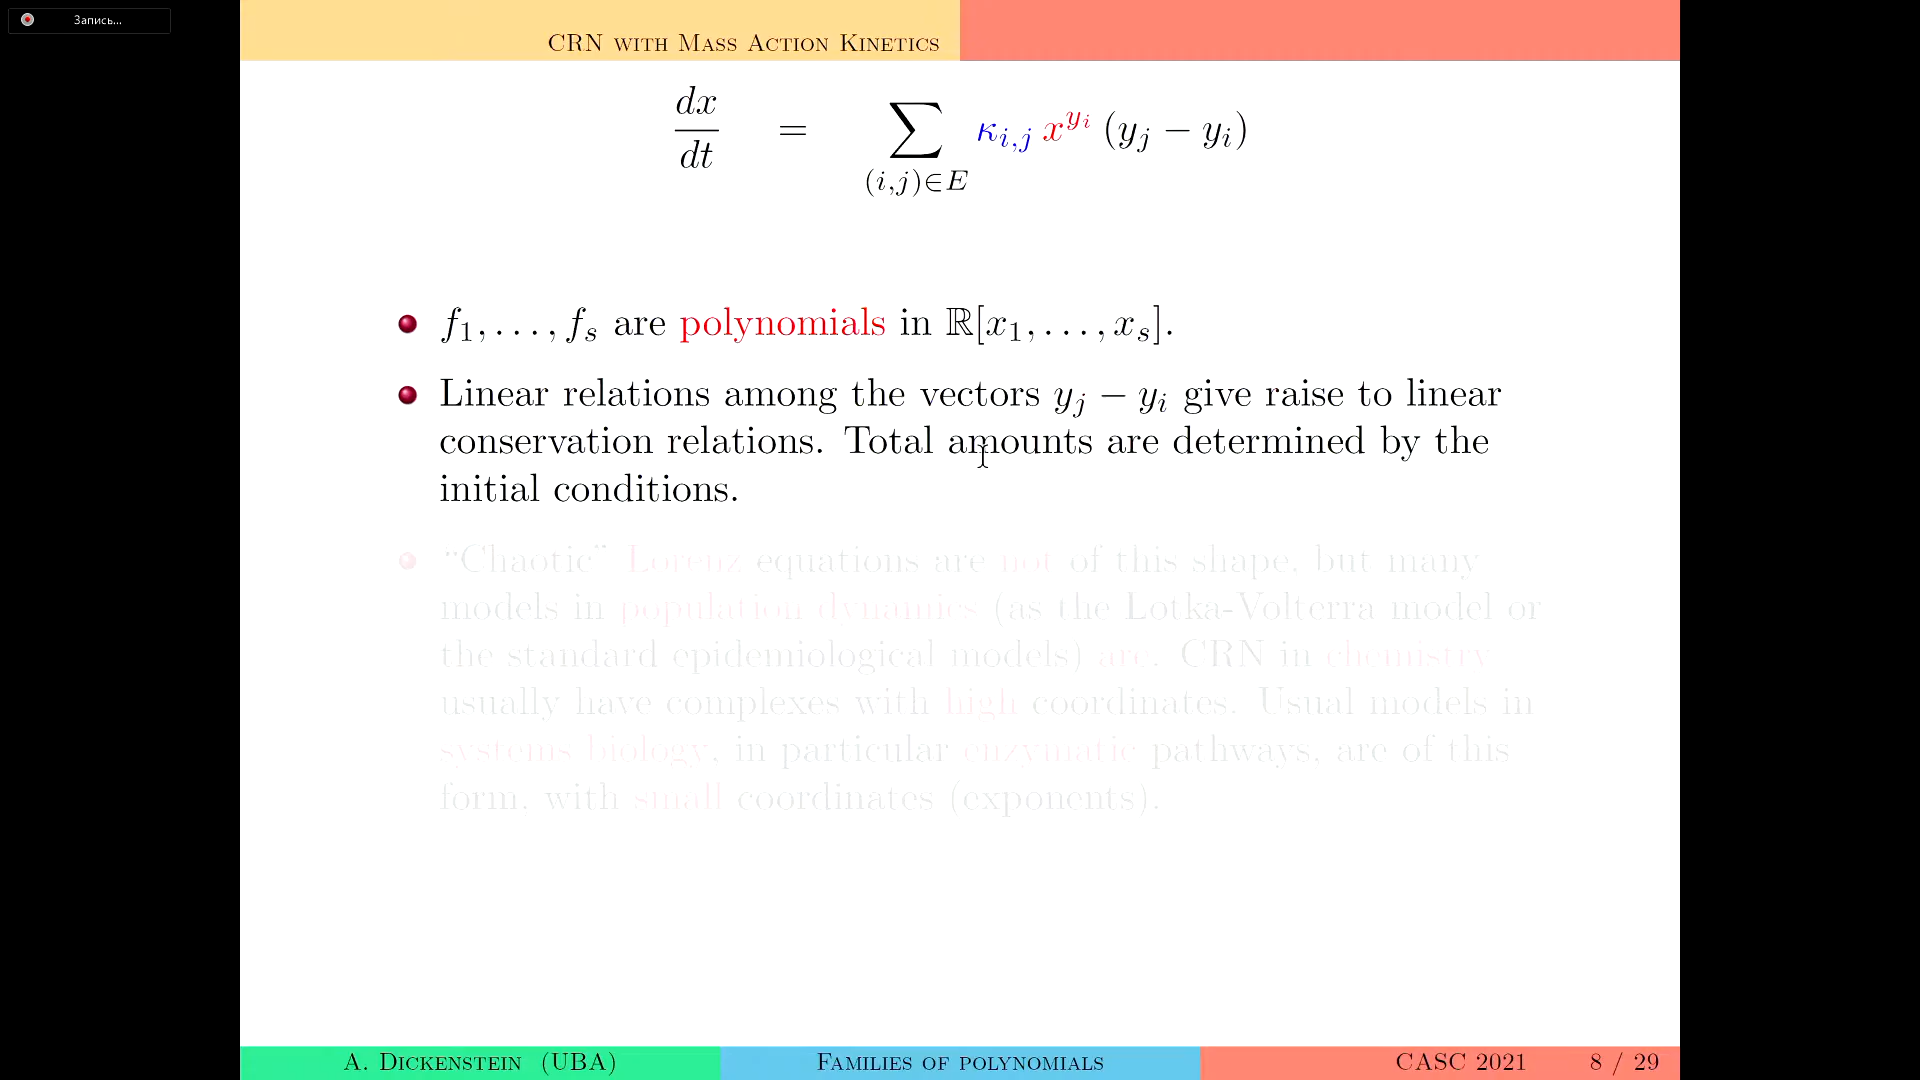 Запись...
CRN with Mass Action Kinetics
dx/dt = ∑_{(i,j)∈E} κ_{i,j} x^{y_i} (y_j − y_i)
f_1, . . . , f_s are polynomials in ℝ[x_1, . . . , x_s].
Linear relations among the vectors y_j − y_i give raise to linear
conservation relations. Total amounts are determined by the
initial conditions.
“Chaotic” Lorenz equations are not of this shape, but many
models in population dynamics (as the Lotka-Volterra model or
the standard epidemiological models) are. CRN in chemistry
usually have complexes with high coordinates. Usual models in
systems biology, in particular enzymatic pathways, are of this
form, with small coordinates (exponents).
A. Dickenstein (UBA) Families of polynomials CASC 2021 8 / 29